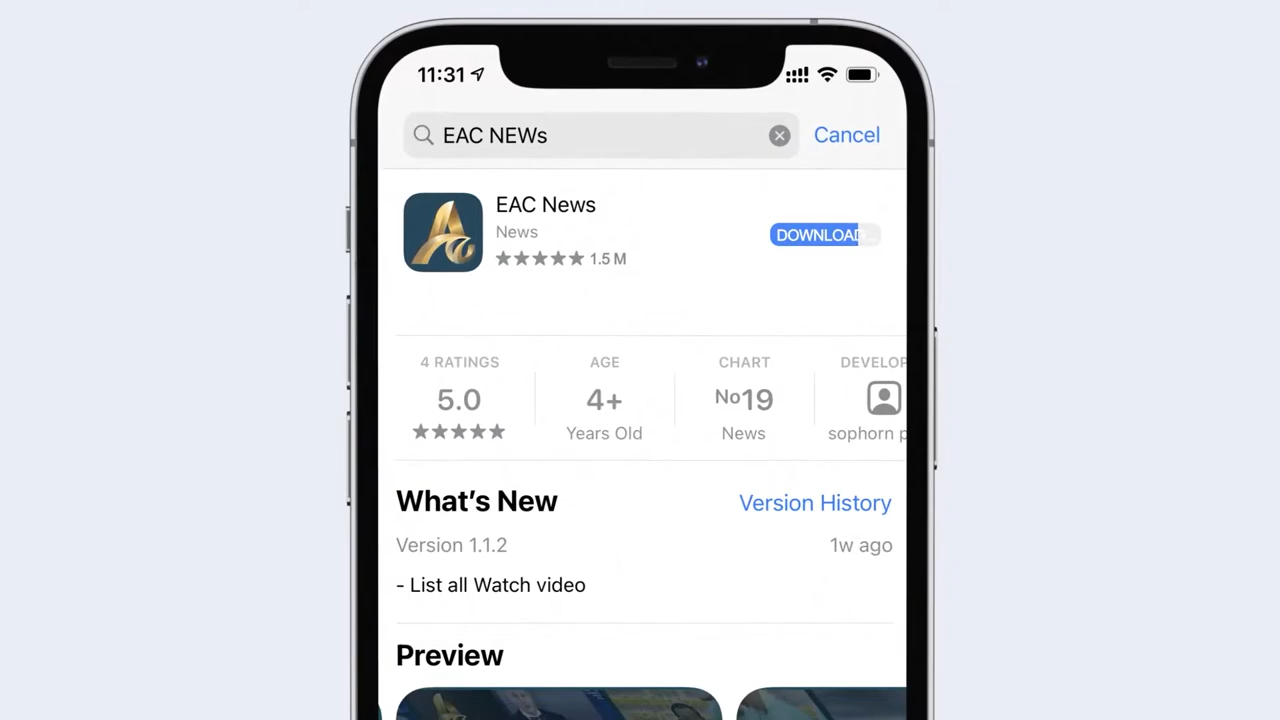 11:31
EAC NEWs
Cancel
EAC News
News
DOWNLOAD...
1.5 M
4 RATINGS
AGE
CHART
DEVELOP
5.0
4+
No19
Years Old
News
sophorn p
What's New
Version History
Version 1.1.2
1w ago
- List all Watch video
Preview